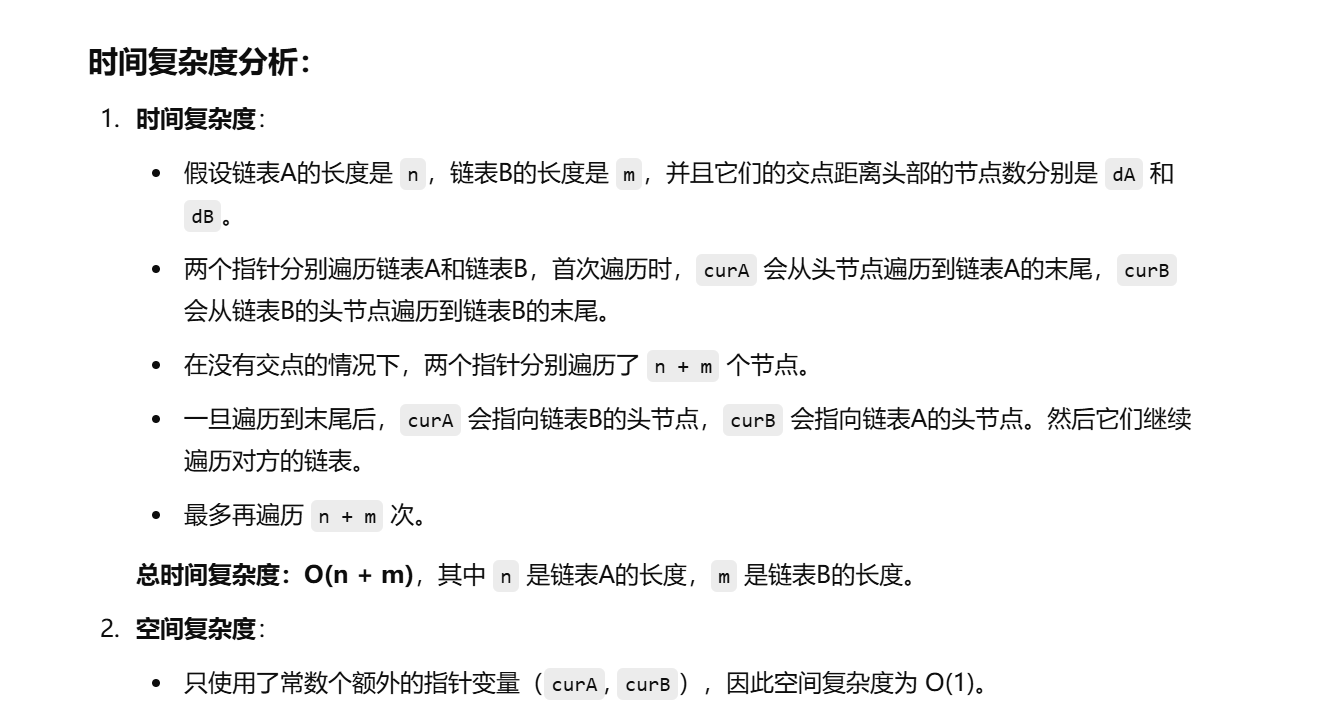 时间复杂度分析：
1. 时间复杂度：
• 假设链表A的长度是 n，链表B的长度是 m，并且它们的交点距离头部的节点数分别是 dA 和
dB。
• 两个指针分别遍历链表A和链表B，首次遍历时，curA 会从头节点遍历到链表A的末尾，curB
会从链表B的头节点遍历到链表B的末尾。
• 在没有交点的情况下，两个指针分别遍历了 n + m 个节点。
• 一旦遍历到末尾后，curA 会指向链表B的头节点，curB 会指向链表A的头节点。然后它们继续
遍历对方的链表。
• 最多再遍历 n + m 次。
总时间复杂度：O(n + m)，其中 n 是链表A的长度，m 是链表B的长度。
2. 空间复杂度：
• 只使用了常数个额外的指针变量（curA, curB），因此空间复杂度为 O(1)。